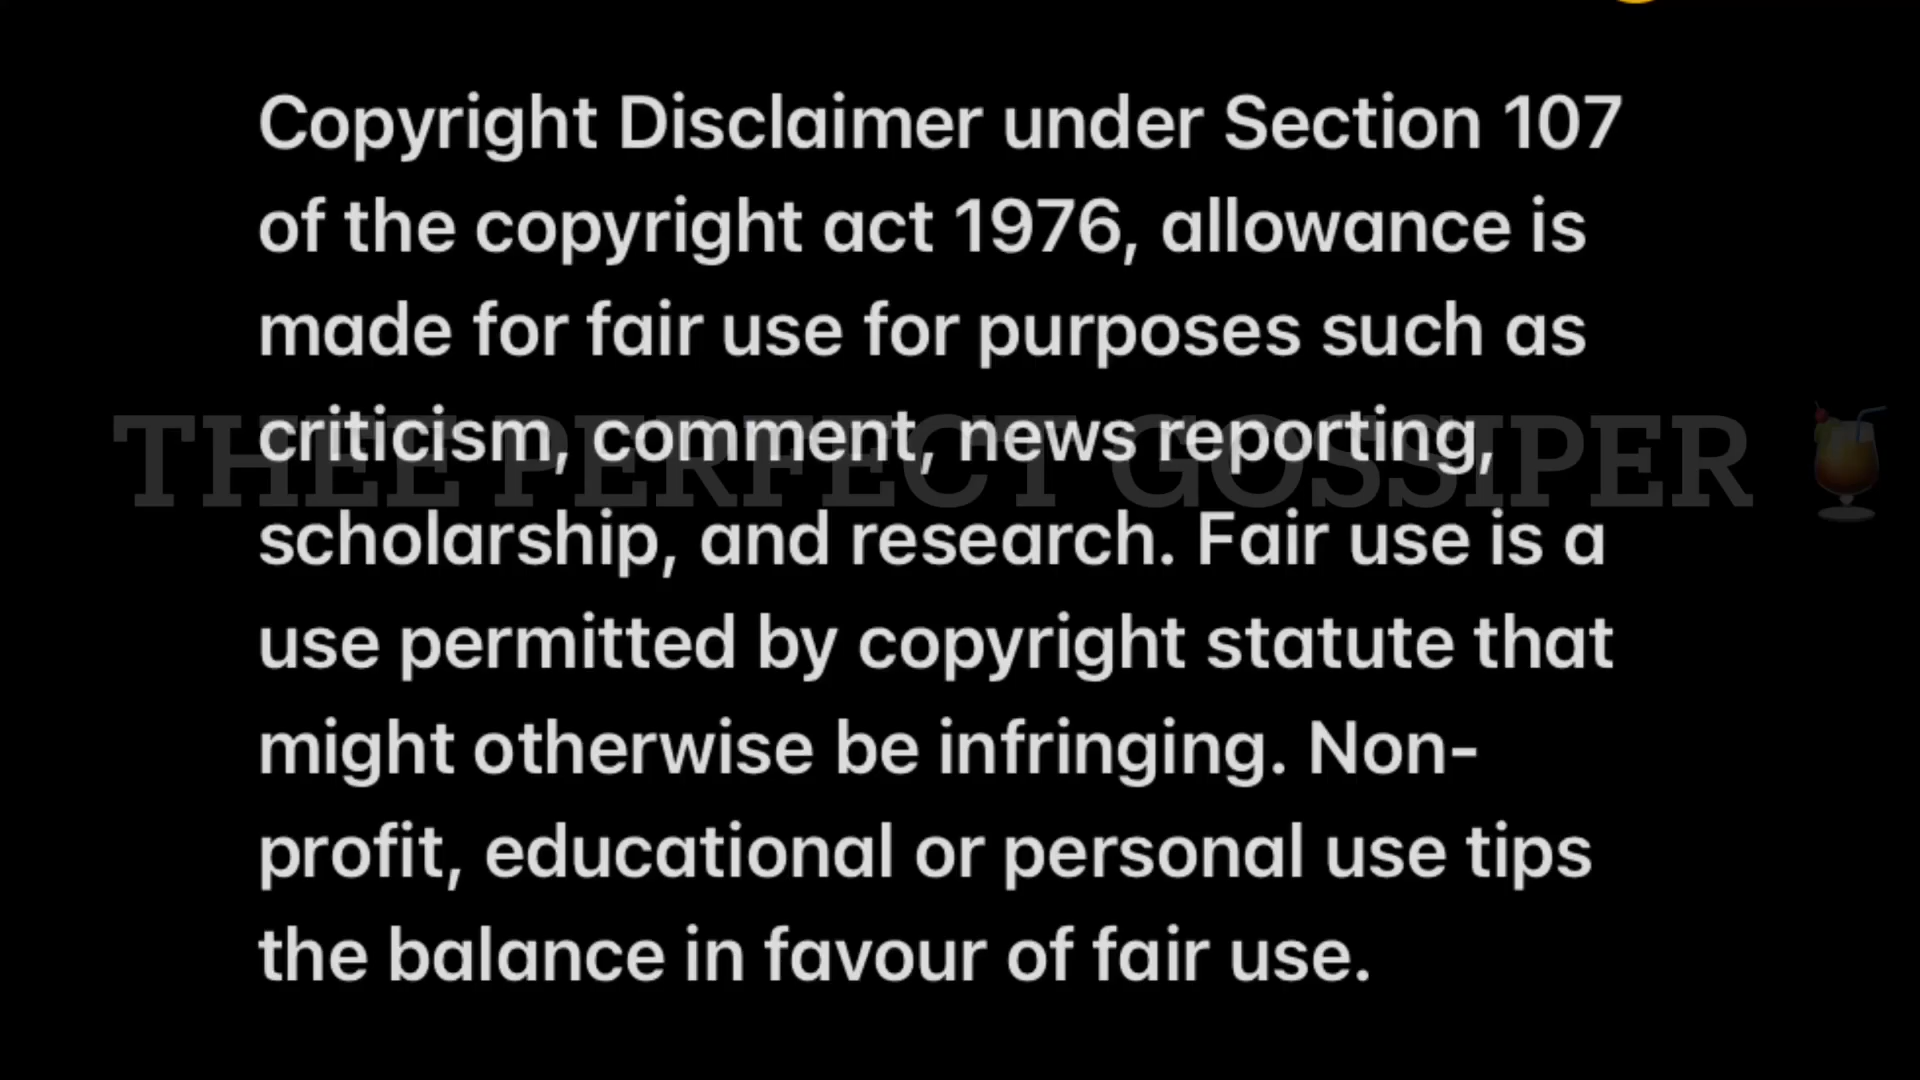 Copyright Disclaimer under Section 107
of the copyright act 1976, allowance is
made for fair use for purposes such as
criticism, comment, news reporting,
THEE PERFECT GOSSIPER
scholarship, and research. Fair use is a
use permitted by copyright statute that
might otherwise be infringing. Non-
profit, educational or personal use tips
the balance in favour of fair use.